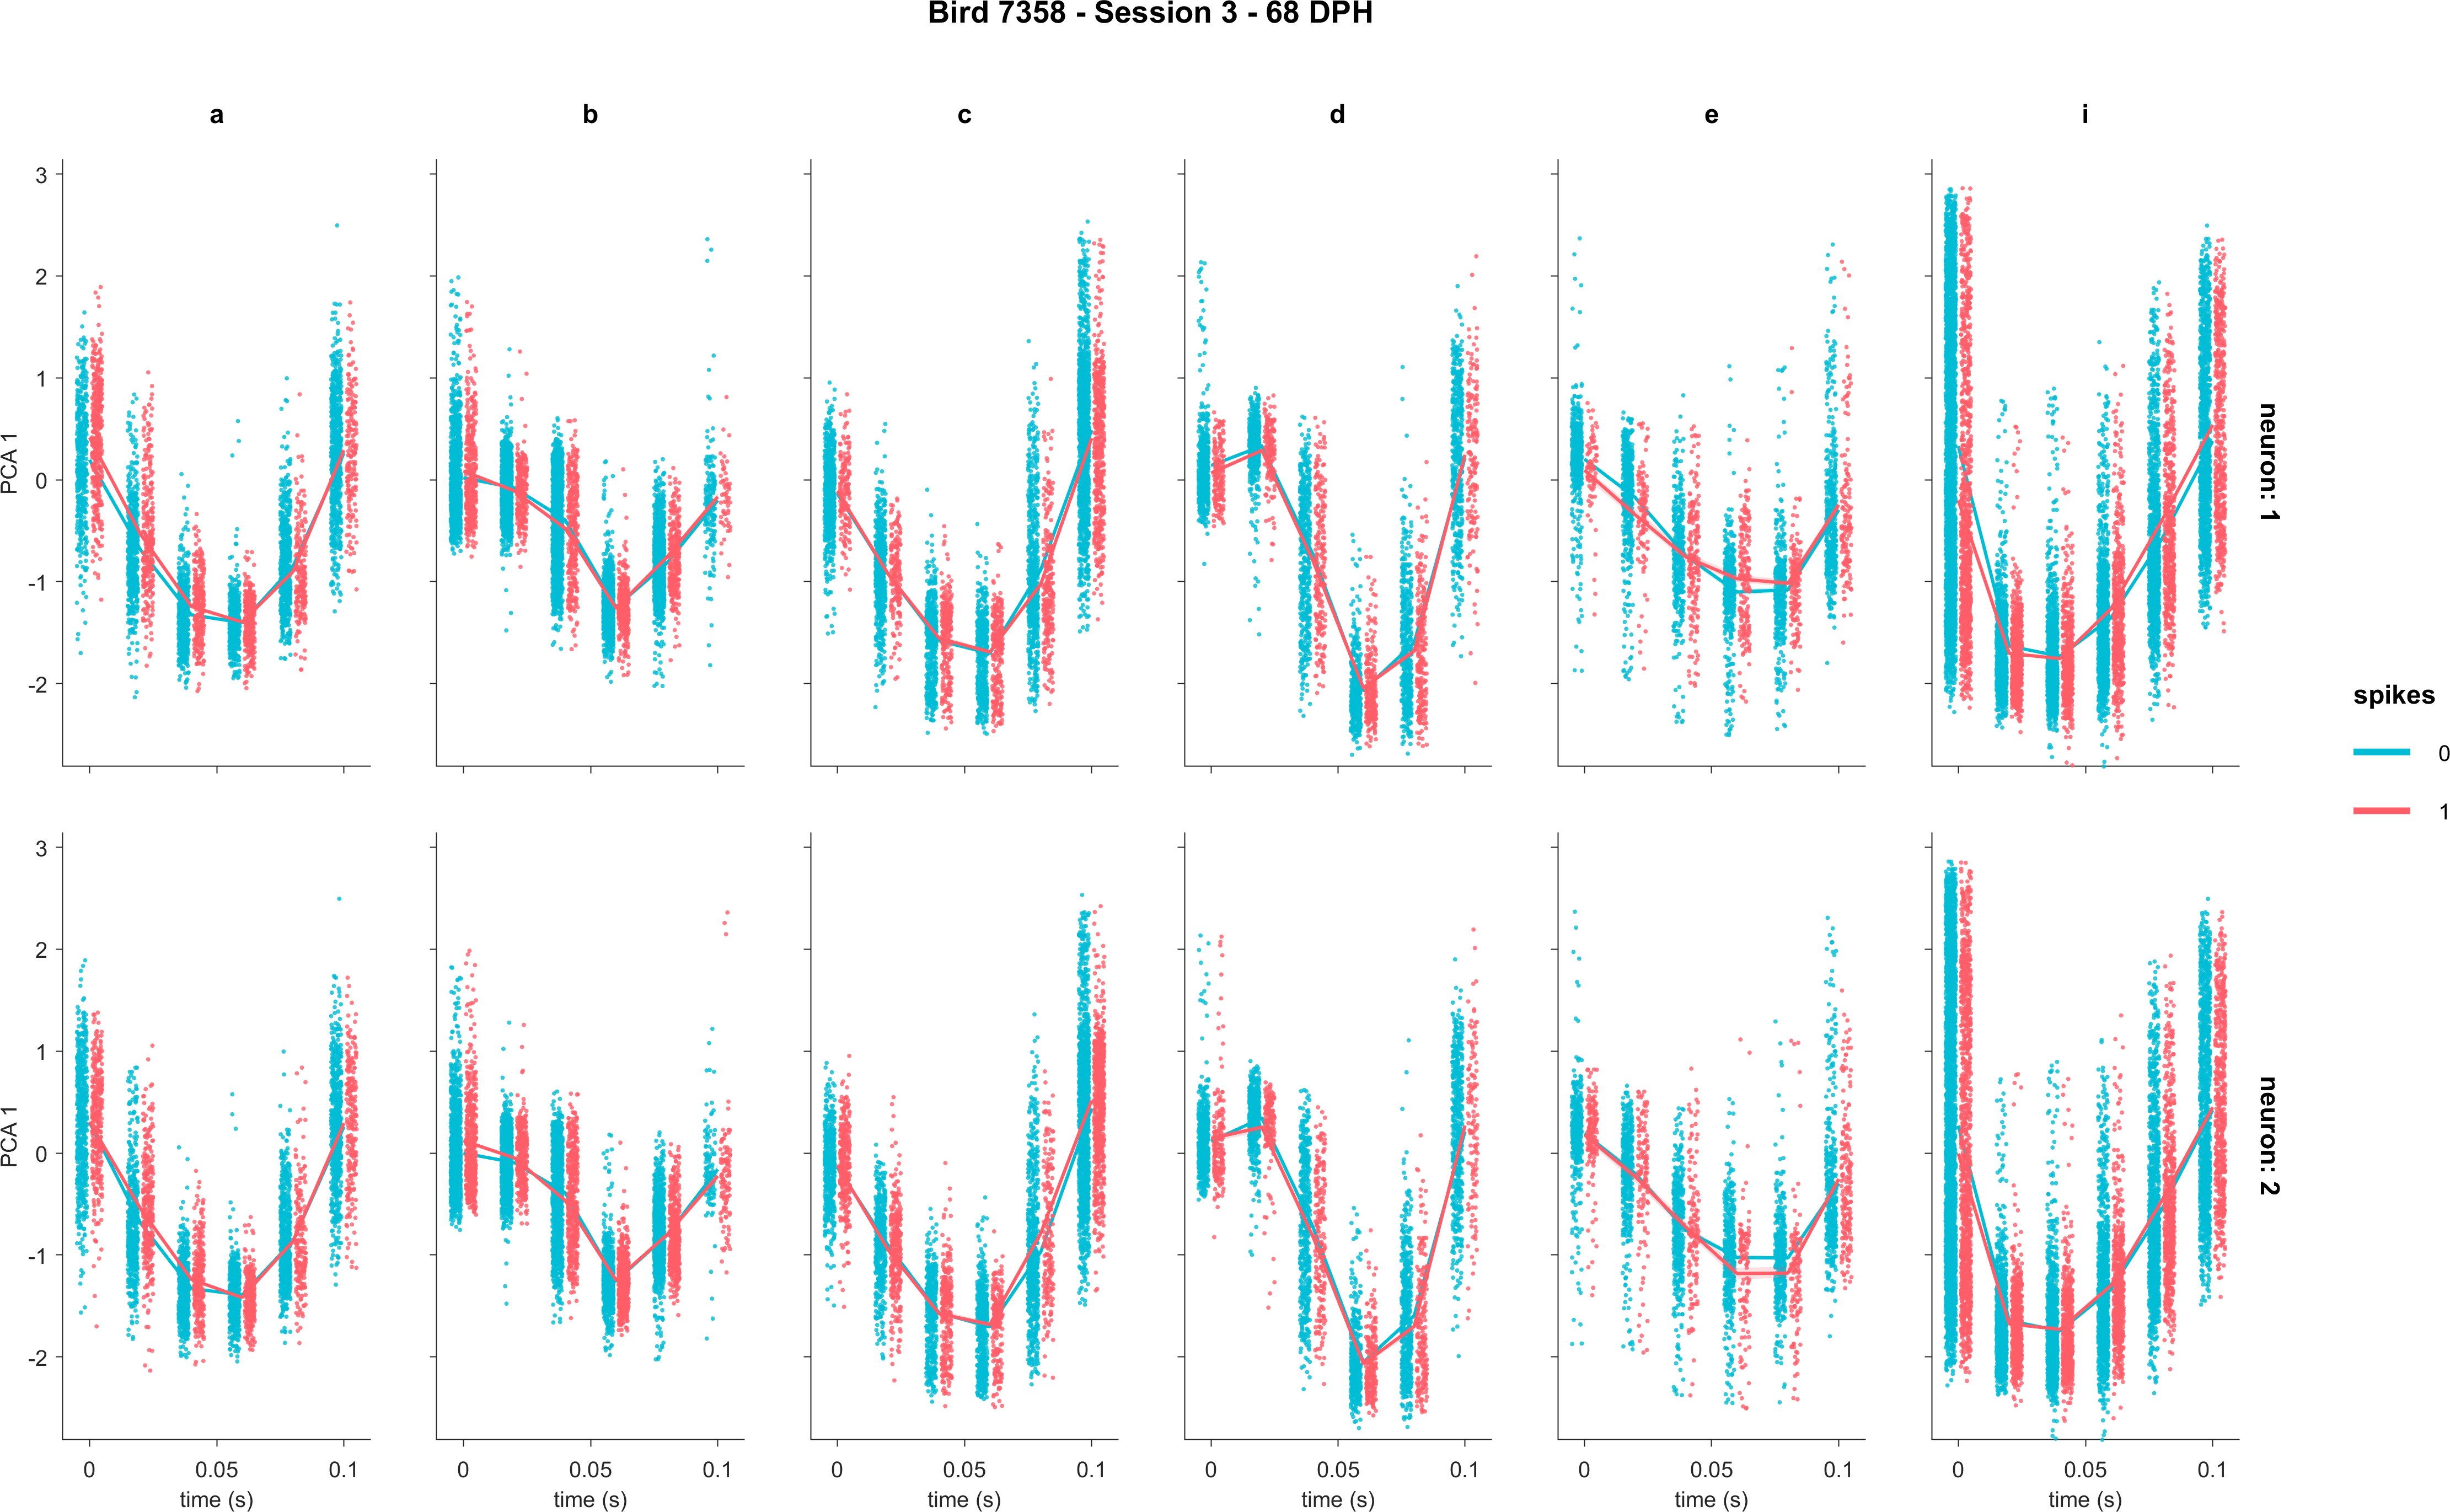 Bird 7358 - Session 3 - 68 DPH
a b c d e i
3
2
1
0
-1
-2
PCA 1
neuron: 1
spikes
0
1
3
2
1
0
-1
-2
PCA 1
neuron: 2
0 0.05 0.1 0 0.05 0.1 0 0.05 0.1 0 0.05 0.1 0 0.05 0.1 0 0.05 0.1
time (s) time (s) time (s) time (s) time (s) time (s)